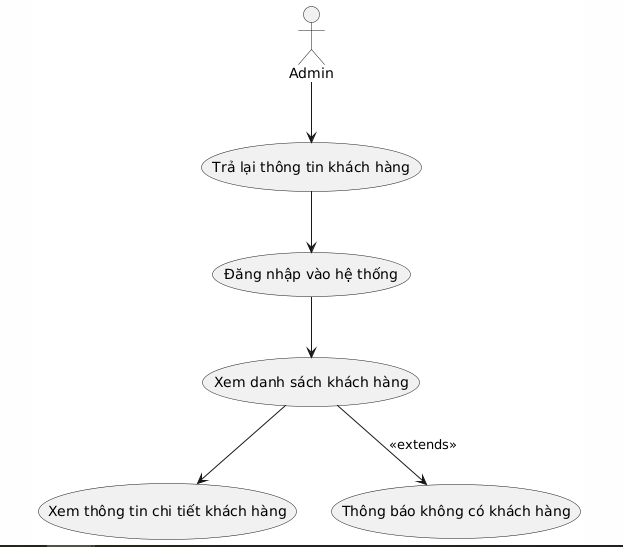 Admin
Trả lại thông tin khách hàng
Đăng nhập vào hệ thống
Xem danh sách khách hàng
«extends»
Xem thông tin chi tiết khách hàng
Thông báo không có khách hàng